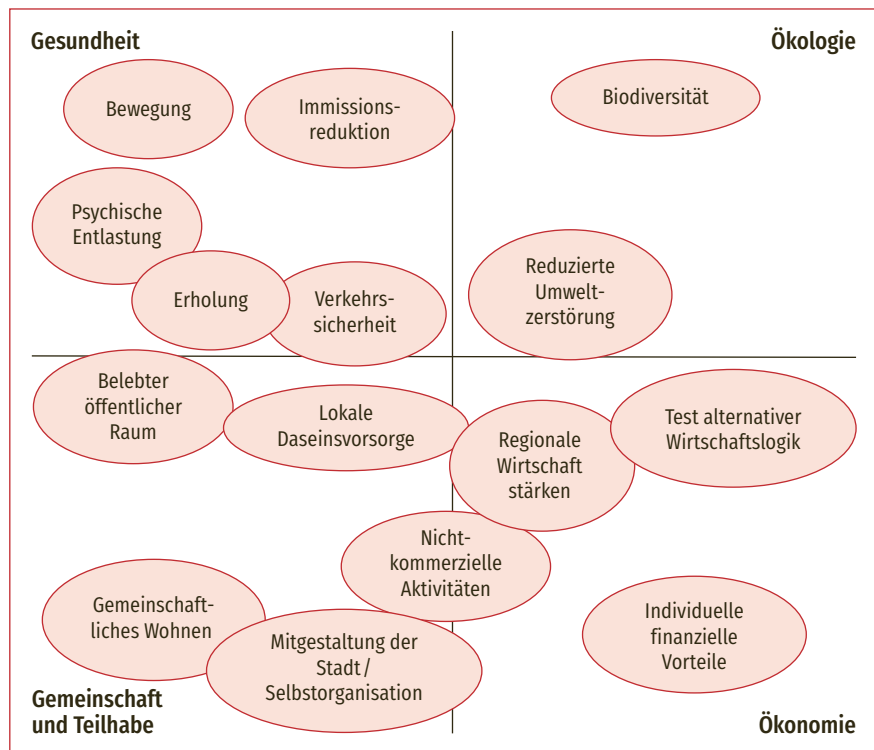 Gesundheit
Ökologie
Bewegung
Immissions-
reduktion
Biodiversität
Psychische
Entlastung
Erholung
Verkehrs-
sicherheit
Reduzierte
Umwelt-
zerstörung
Belebter
öffentlicher
Raum
Lokale
Daseinsvorsorge
Regionale
Wirtschaft
stärken
Test alternativer
Wirtschaftslogik
Nicht-
kommerzielle
Aktivitäten
Gemeinschaft-
liches Wohnen
Mitgestaltung der
Stadt /
Selbstorganisation
Individuelle
finanzielle
Vorteile
Gemeinschaft
und Teilhabe
Ökonomie